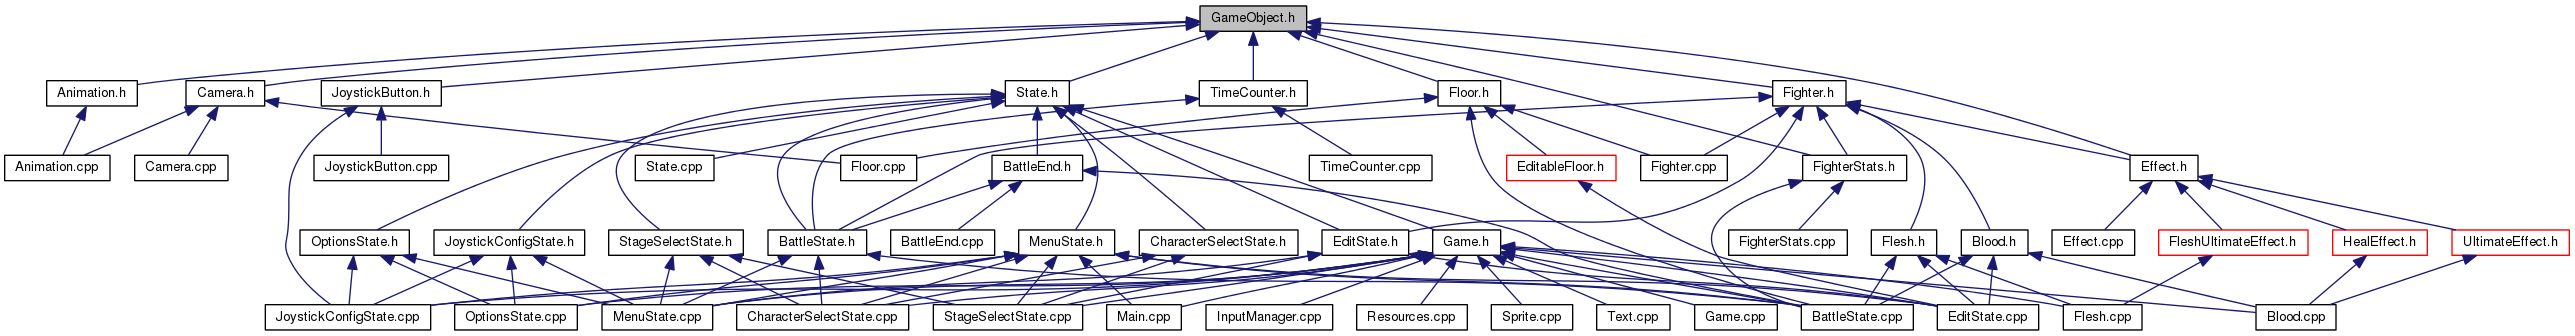 GameObject.h
Animation.h
Camera.h
JoystickButton.h
State.h
TimeCounter.h
Floor.h
Fighter.h
Animation.cpp
Camera.cpp
JoystickButton.cpp
State.cpp
Floor.cpp
BattleEnd.h
TimeCounter.cpp
EditableFloor.h
Fighter.cpp
FighterStats.h
Effect.h
OptionsState.h
JoystickConfigState.h
StageSelectState.h
BattleState.h
BattleEnd.cpp
MenuState.h
CharacterSelectState.h
EditState.h
Game.h
FighterStats.cpp
Flesh.h
Blood.h
Effect.cpp
FleshUltimateEffect.h
HealEffect.h
UltimateEffect.h
JoystickConfigState.cpp
OptionsState.cpp
MenuState.cpp
CharacterSelectState.cpp
StageSelectState.cpp
Main.cpp
InputManager.cpp
Resources.cpp
Sprite.cpp
Text.cpp
Game.cpp
BattleState.cpp
EditState.cpp
Flesh.cpp
Blood.cpp